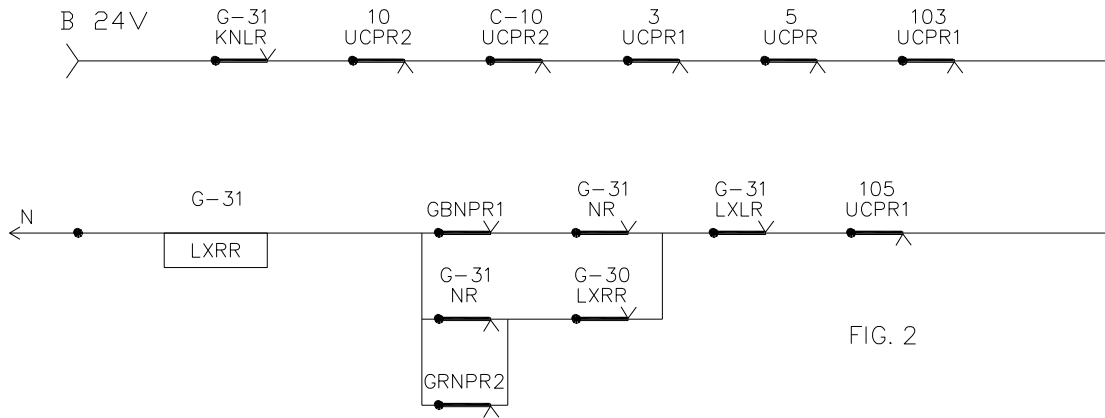 B 24V
G-31
KNLR
10
UCPR2
C-10
UCPR2
3
UCPR1
5
UCPR
103
UCPR1
N
G-31
LXRR
GBNPR1
G-31
NR
G-31
LXLR
105
UCPR1
G-31
NR
G-30
LXRR
GRNPR2
FIG. 2